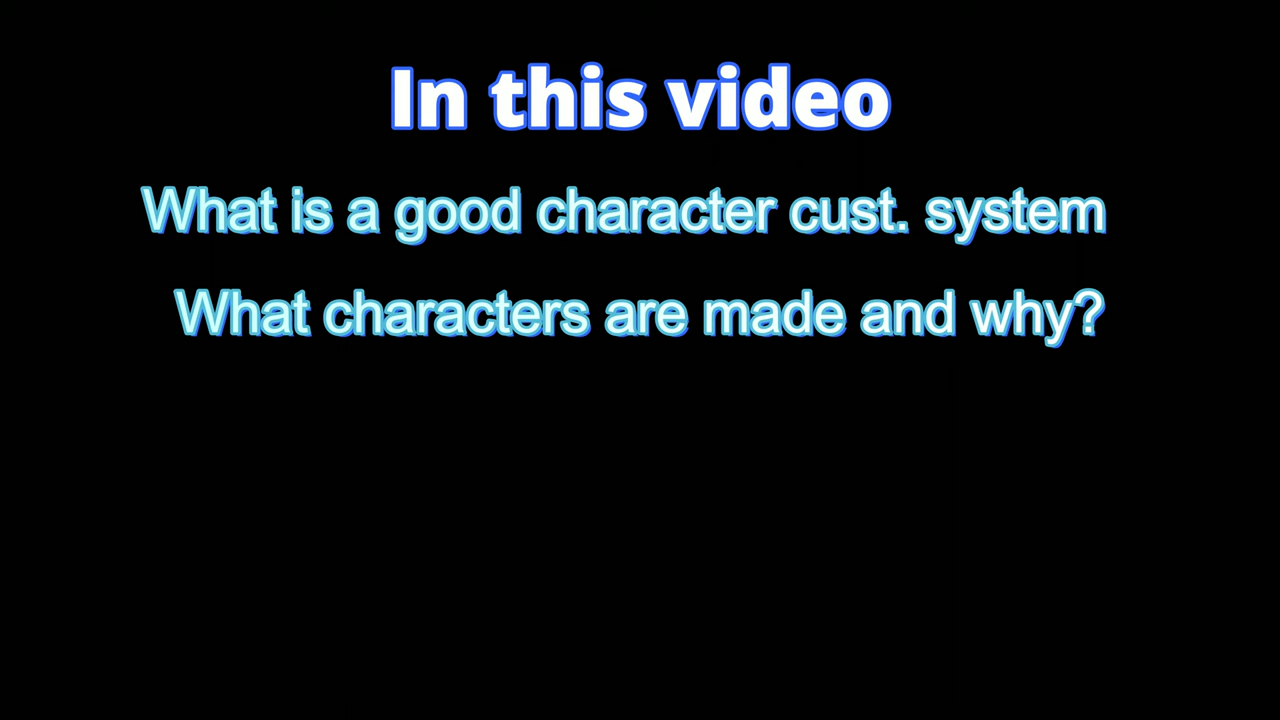 In this video
What is a good character cust. system
What characters are made and why?